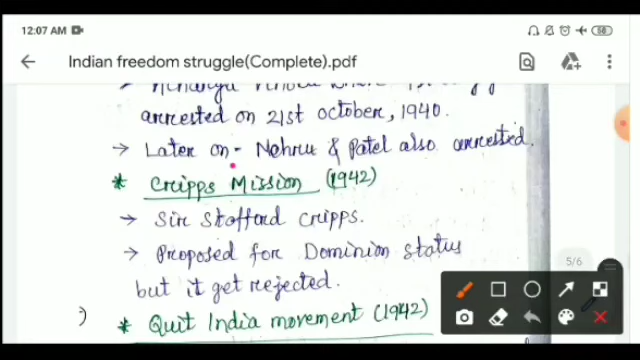 12:07 AM 58
Indian freedom struggle(Complete).pdf
arrested on 21st october, 1940.
→ Later on- Nehru & Patel also arrested.
* Cripps Mission (1942)
→ Sir Stafford Cripps.
→ Proposed for Dominion status
but it get rejected.
5/6
* Quit India movement (1942)